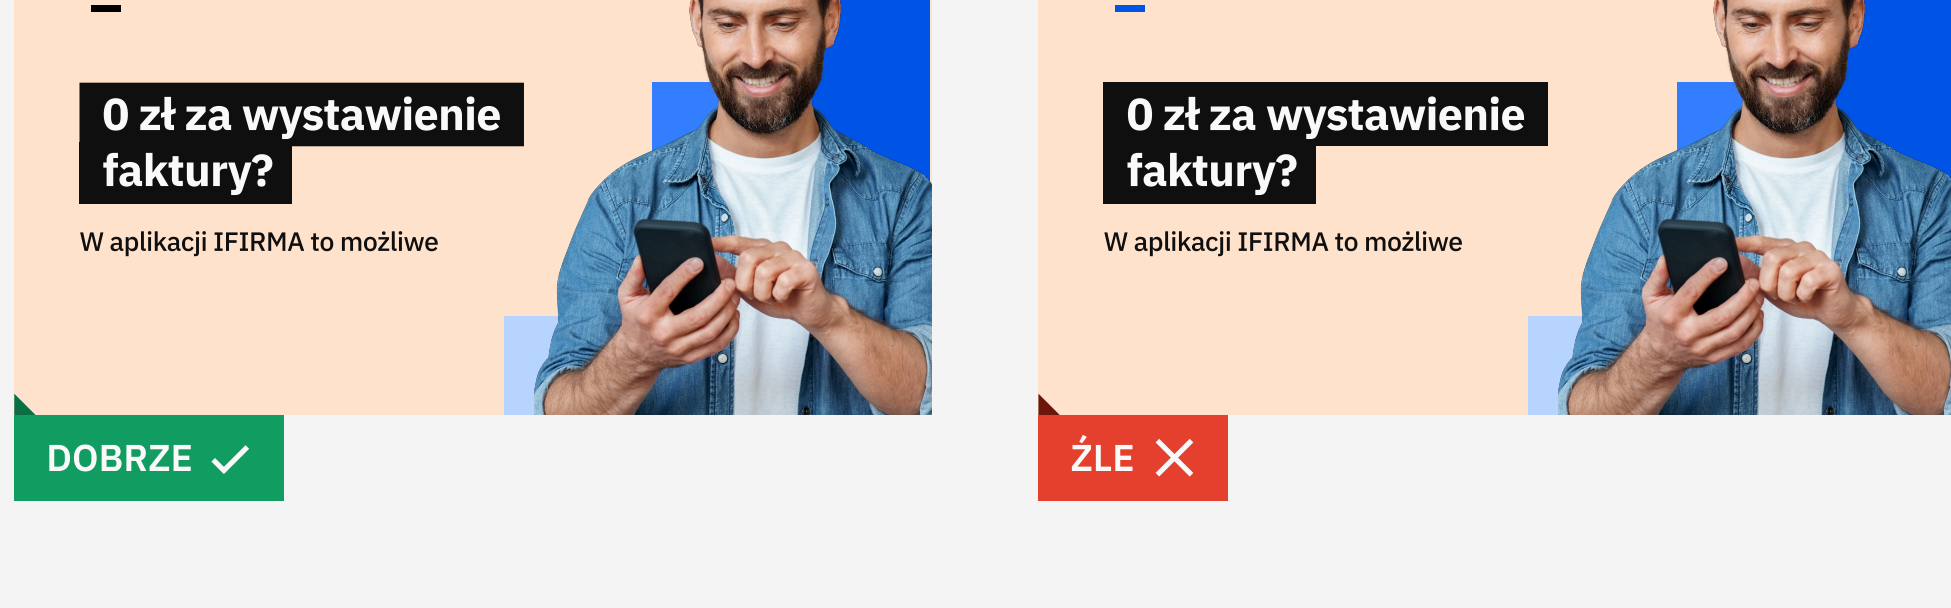 0 zł za wystawienie
faktury?
W aplikacji IFIRMA to możliwe
DOBRZE
0 zł za wystawienie
faktury?
W aplikacji IFIRMA to możliwe
ŹLE